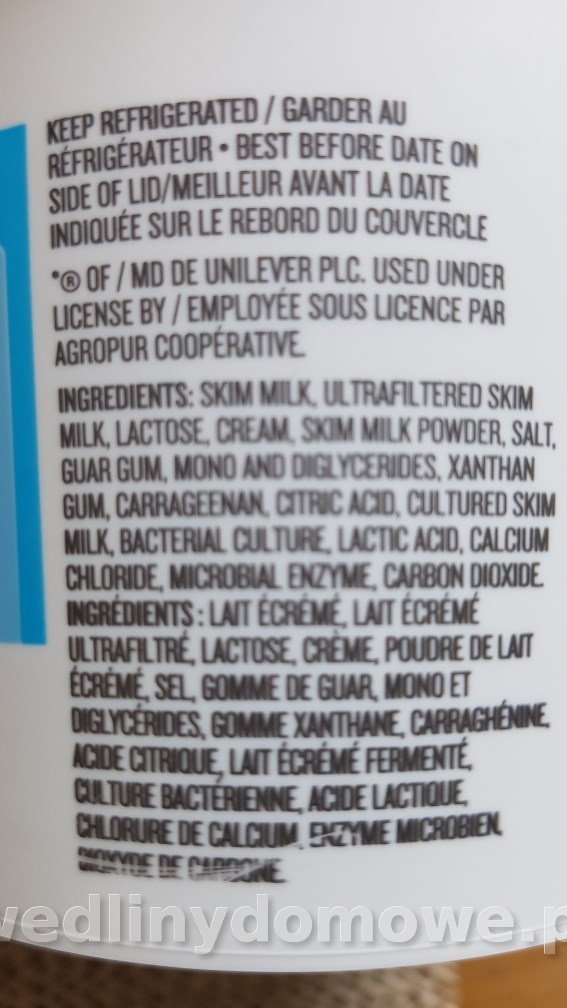 KEEP REFRIGERATED / GARDER AU
RÉFRIGÉRATEUR • BEST BEFORE DATE ON
SIDE OF LID/MEILLEUR AVANT LA DATE
INDIQUÉE SUR LE REBORD DU COUVERCLE
*® OF / MD DE UNILEVER PLC. USED UNDER
LICENSE BY / EMPLOYÉE SOUS LICENCE PAR
AGROPUR COOPÉRATIVE.
INGREDIENTS: SKIM MILK, ULTRAFILTERED SKIM
MILK, LACTOSE, CREAM, SKIM MILK POWDER, SALT,
GUAR GUM, MONO AND DIGLYCERIDES, XANTHAN
GUM, CARRAGEENAN, CITRIC ACID, CULTURED SKIM
MILK, BACTERIAL CULTURE, LACTIC ACID, CALCIUM
CHLORIDE, MICROBIAL ENZYME, CARBON DIOXIDE.
INGRÉDIENTS : LAIT ÉCRÉMÉ, LAIT ÉCRÉMÉ
ULTRAFILTRÉ, LACTOSE, CRÈME, POUDRE DE LAIT
ÉCRÉMÉ, SEL, GOMME DE GUAR, MONO ET
DIGLYCÉRIDES, GOMME XANTHANE, CARRAGHÉNINE,
ACIDE CITRIQUE, LAIT ÉCRÉMÉ FERMENTÉ,
CULTURE BACTÉRIENNE, ACIDE LACTIQUE,
CHLORURE DE CALCIUM, ENZYME MICROBIEN,
DIOXYDE DE CARBONE.
wedlinydomowe.p